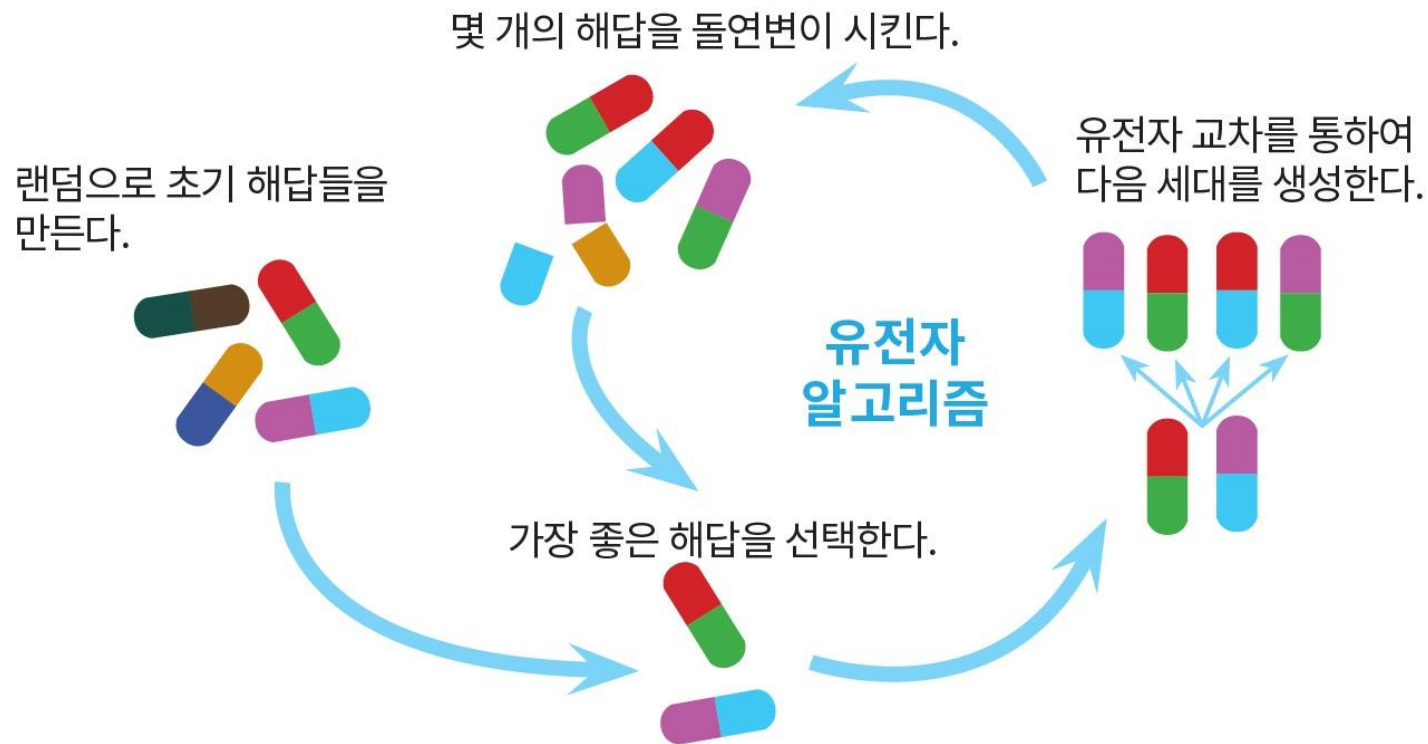 몇 개의 해답을 돌연변이 시킨다.
유전자 교차를 통하여
다음 세대를 생성한다.
랜덤으로 초기 해답들을
만든다.
유전자
알고리즘
가장 좋은 해답을 선택한다.